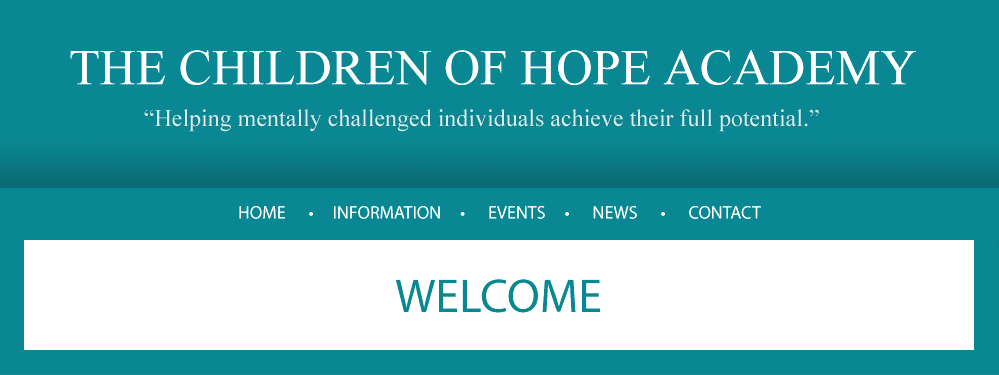 THE CHILDREN OF HOPE ACADEMY
“Helping mentally challenged individuals achieve their full potential.”
HOME • INFORMATION • EVENTS • NEWS • CONTACT
WELCOME